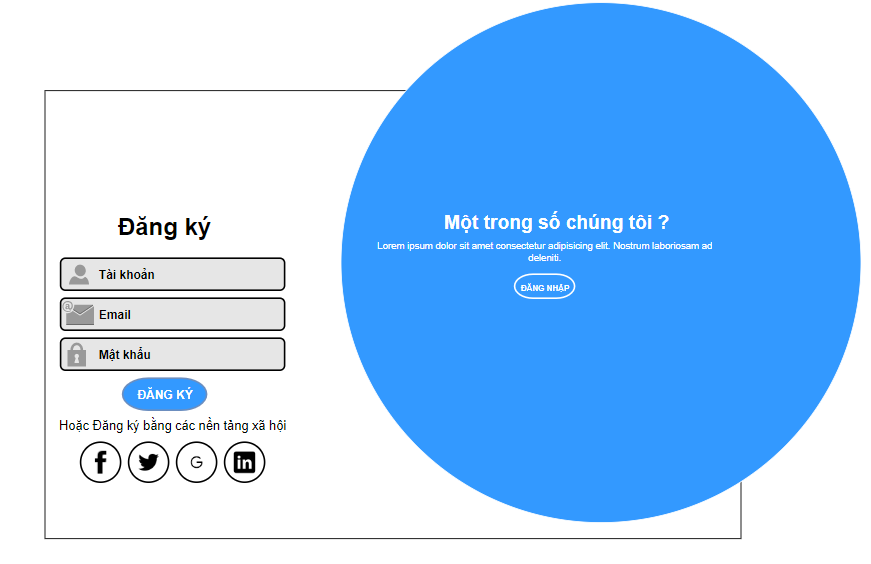 Đăng ký
Tài khoản
@
Email
Mật khẩu
ĐĂNG KÝ
Hoặc Đăng ký bằng các nền tảng xã hội
f
G
in
Một trong số chúng tôi ?
Lorem ipsum dolor sit amet consectetur adipisicing elit. Nostrum laboriosam ad
deleniti.
ĐĂNG NHẬP